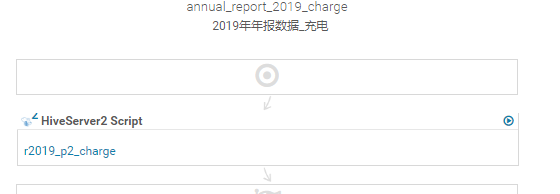 annual_report_2019_charge
2019年年报数据_充电
HiveServer2 Script
r2019_p2_charge